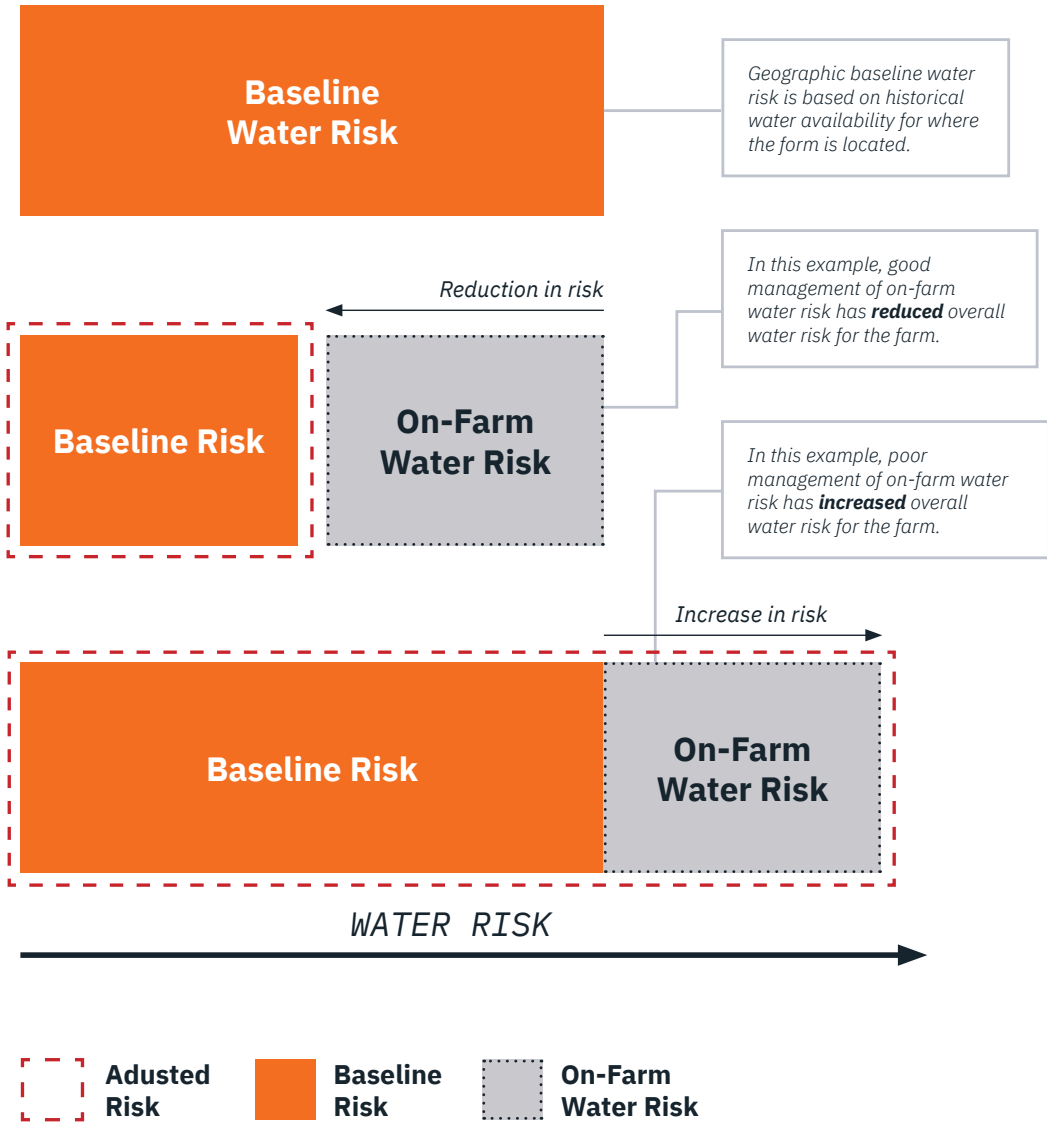 Baseline
Water Risk
Geographic baseline water
risk is based on historical
water availability for where
the form is located.
Reduction in risk
In this example, good
management of on-farm
water risk has reduced overall
water risk for the farm.
Baseline Risk
On-Farm
Water Risk
In this example, poor
management of on-farm water
risk has increased overall
water risk for the farm.
Increase in risk
Baseline Risk
On-Farm
Water Risk
WATER RISK
Adusted
Risk
Baseline
Risk
On-Farm
Water Risk